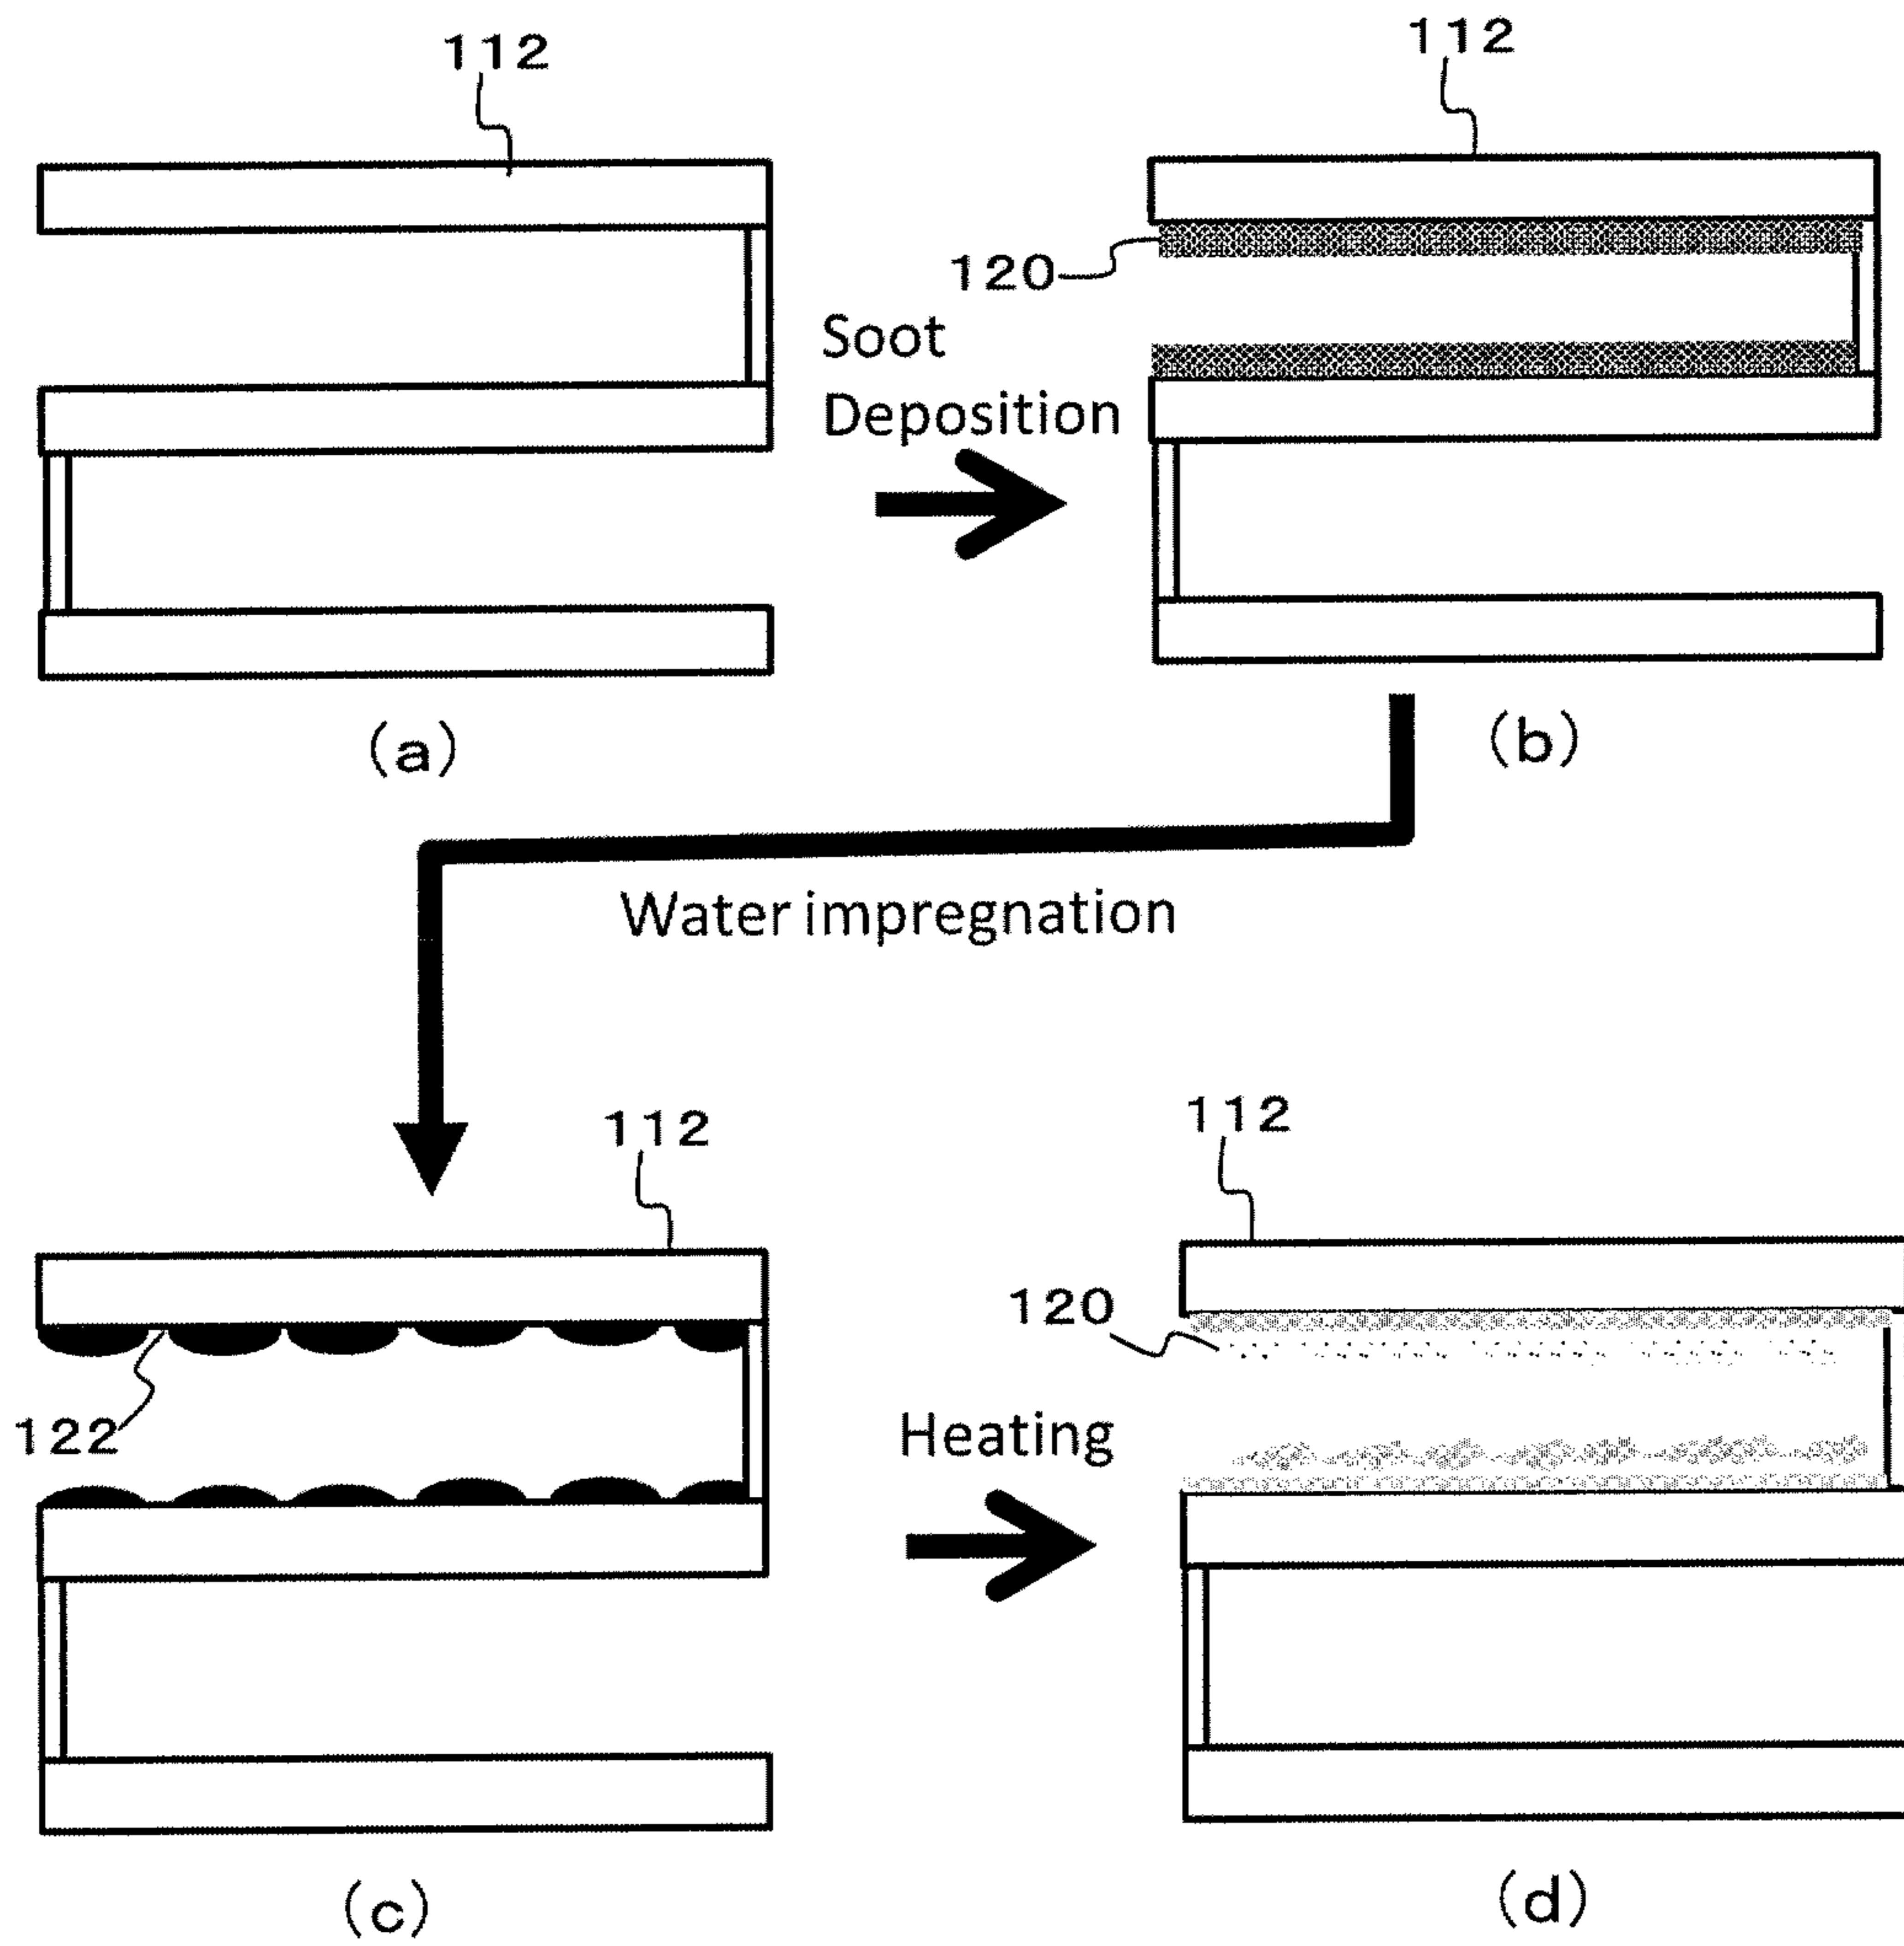 112
112
120
Soot
Deposition
(a)
(b)
Water impregnation
112
112
120
122
Heating
(c)
(d)